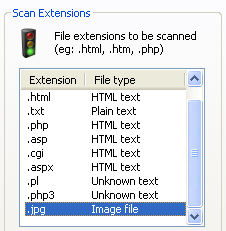 Scan Extensions
File extensions to be scanned
(eg: .html, .htm, .php)
Extension File type
.html HTML text
.txt Plain text
.php HTML text
.asp HTML text
.cgi HTML text
.aspx HTML text
.pl Unknown text
.php3 Unknown text
.jpg Image file